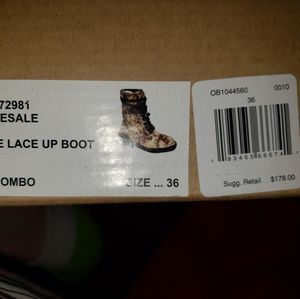 72981
ESALE
E LACE UP BOOT
OMBO
SIZE ... 36
OB1044560 0010
36
Sugg. Retail $178.00